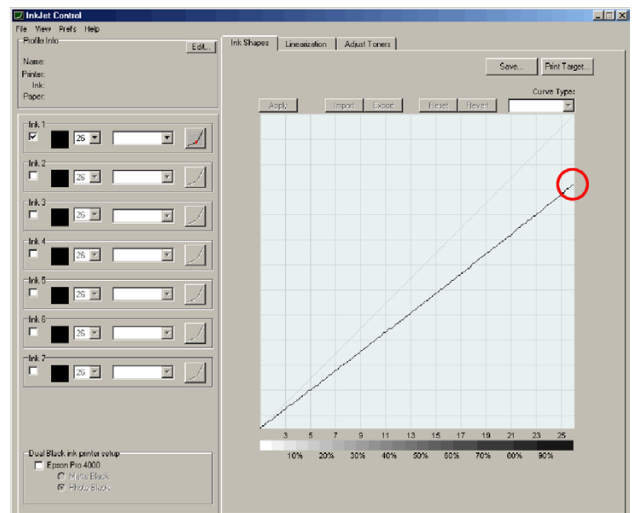 InkJet Control
File View Prefs Help
Profile Info
Edit...
Name:
Printer:
Ink:
Paper:
Ink 1
26
Ink 2
26
Ink 3
26
Ink 4
26
Ink 5
26
Ink 6
26
Ink 7
26
Dual Black ink printer setup
Epson Pro 4000
Matte Black
Photo Black
Ink Shapes Linearization Adjust Toners
Save... Print Target...
Curve Type:
Apply Import Export Reset Revert
3 5 7 9 11 13 15 17 19 21 23 25
10% 20% 30% 40% 50% 60% 70% 80% 90%